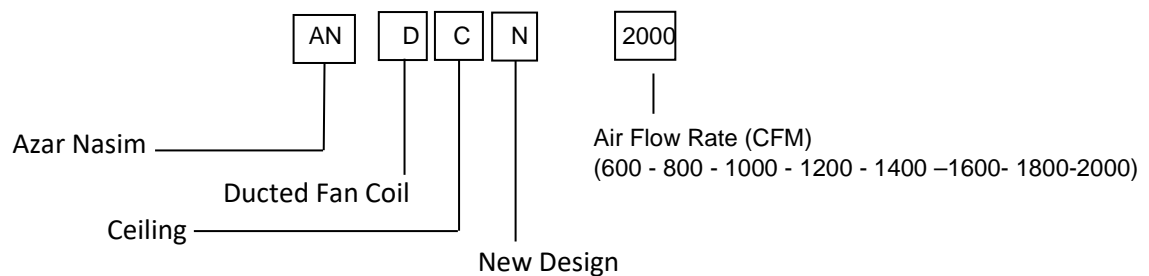 AN D C N 2000
Azar Nasim
Air Flow Rate (CFM)
(600 - 800 - 1000 - 1200 - 1400 –1600- 1800-2000)
Ducted Fan Coil
Ceiling
New Design